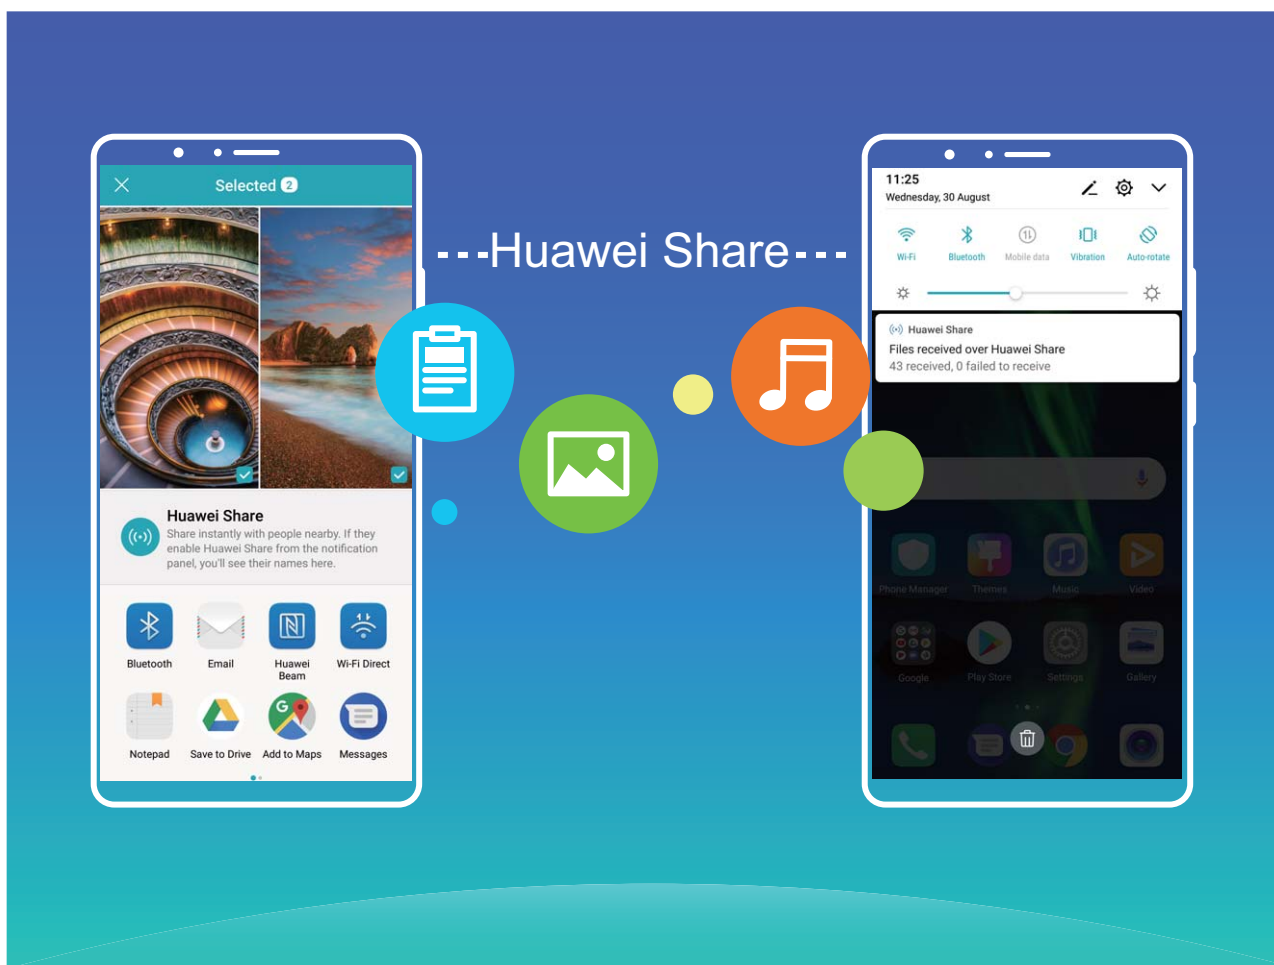 Selected 2
Huawei Share
Share instantly with people nearby. If they
enable Huawei Share from the notification
panel, you'll see their names here.
Bluetooth
Email
Huawei
Beam
Wi-Fi Direct
Notepad
Save to Drive
Add to Maps
Messages
---Huawei Share---
11:25
Wednesday, 30 August
Wi-Fi
Bluetooth
Mobile data
Vibration
Auto-rotate
Huawei Share
Files received over Huawei Share
43 received, 0 failed to receive
Phone Manager
Themes
Music
Video
Google
Play Store
Settings
Gallery